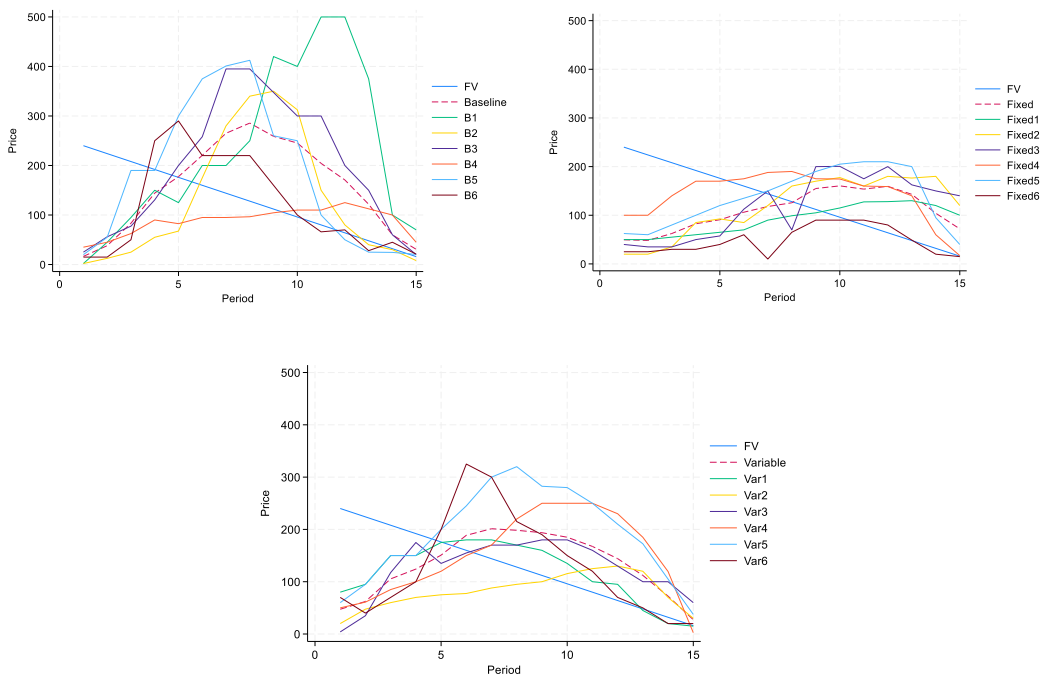 500
400
300
200
100
0
Price
0
5
10
15
Period
FV
Baseline
B1
B2
B3
B4
B5
B6
500
400
300
200
100
0
Price
0
5
10
15
Period
FV
Fixed
Fixed1
Fixed2
Fixed3
Fixed4
Fixed5
Fixed6
500
400
300
200
100
0
Price
0
5
10
15
Period
FV
Variable
Var1
Var2
Var3
Var4
Var5
Var6